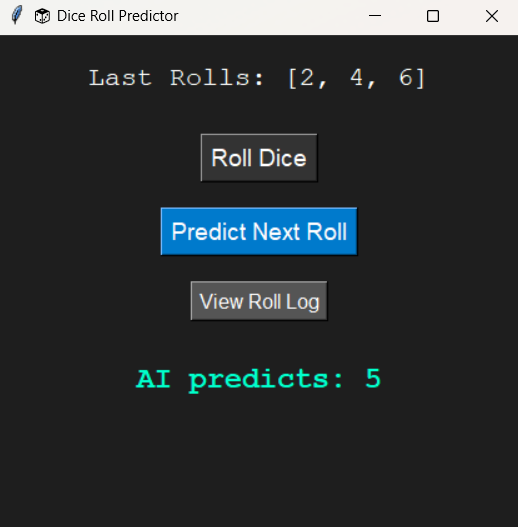 Dice Roll Predictor
Last Rolls: [2, 4, 6]
Roll Dice
Predict Next Roll
View Roll Log
AI predicts: 5